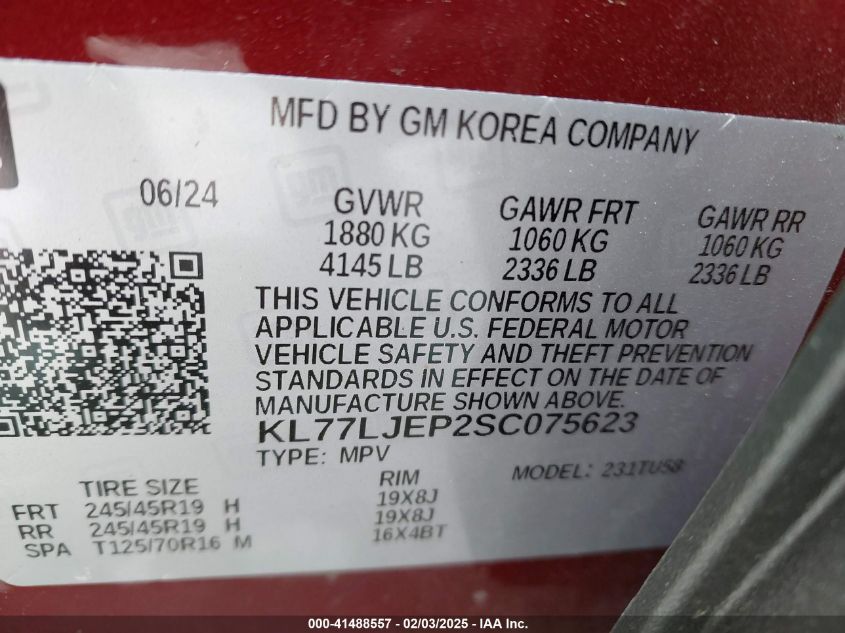 MFD BY GM KOREA COMPANY
06/24
GVWR GAWR FRT GAWR RR
1880 KG 1060 KG 1060 KG
4145 LB 2336 LB 2336 LB
THIS VEHICLE CONFORMS TO ALL
APPLICABLE U.S. FEDERAL MOTOR
VEHICLE SAFETY AND THEFT PREVENTION
STANDARDS IN EFFECT ON THE DATE OF
MANUFACTURE SHOWN ABOVE.
KL77LJEP2SC075623
TYPE: MPV MODEL: 231TUS8
TIRE SIZE RIM
FRT 245/45R19 H 19X8J
RR 245/45R19 H 19X8J
SPA T125/70R16 M 16X4BT
000-41488557 — 02/03/2025 — IAA Inc.